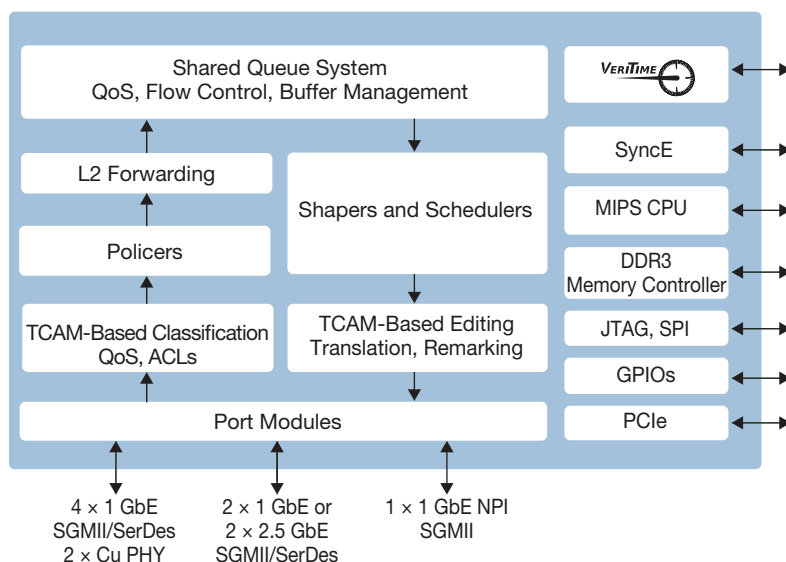 Shared Queue System
QoS, Flow Control, Buffer Management
L2 Forwarding
Policers
TCAM-Based Classification
QoS, ACLs
Shapers and Schedulers
TCAM-Based Editing
Translation, Remarking
Port Modules
VERITIME
SyncE
MIPS CPU
DDR3
Memory Controller
JTAG, SPI
GPIOs
PCIe
4 × 1 GbE
SGMII/SerDes
2 × Cu PHY
2 × 1 GbE or
2 × 2.5 GbE
SGMII/SerDes
1 × 1 GbE NPI
SGMII